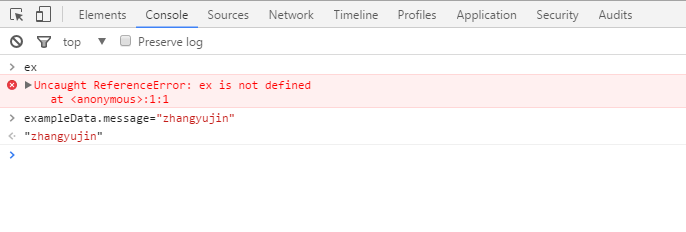 Elements Console Sources Network Timeline Profiles Application Security Audits
top Preserve log
> ex
Uncaught ReferenceError: ex is not defined
at <anonymous>:1:1
> exampleData.message="zhangyujin"
"zhangyujin"
>